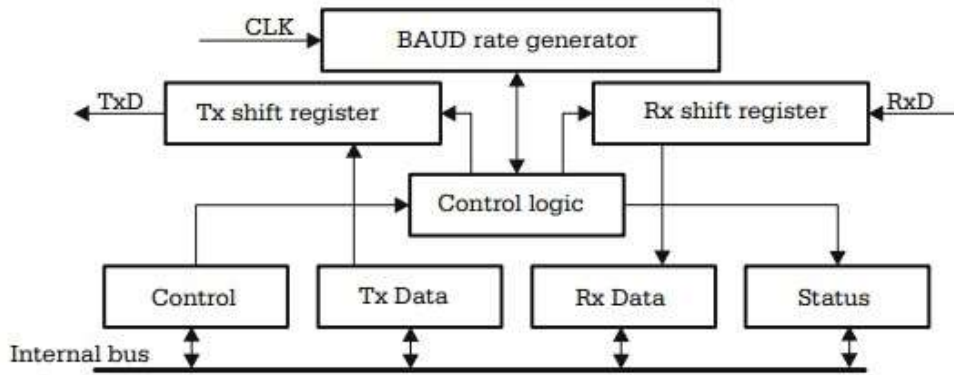 CLK
BAUD rate generator
TxD
Tx shift register
Rx shift register
RxD
Control logic
Control
Tx Data
Rx Data
Status
Internal bus